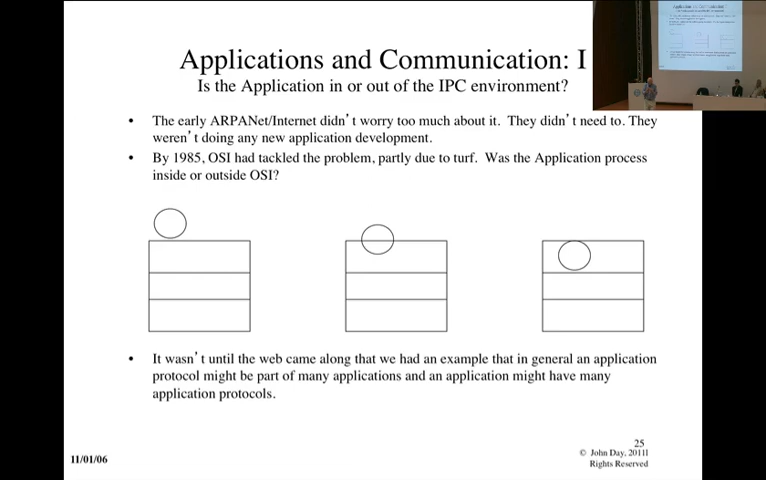 Applications and Communication: I
Is the Application in or out of the IPC environment?
• The early ARPANet/Internet didn't worry too much about it. They didn't need to. They
weren't doing any new application development.
• By 1985, OSI had tackled the problem, partly due to turf. Was the Application process
inside or outside OSI?
• It wasn't until the web came along that we had an example that in general an application
protocol might be part of many applications and an application might have many
application protocols.
25
11/01/06
© John Day, 2011I
Rights Reserved